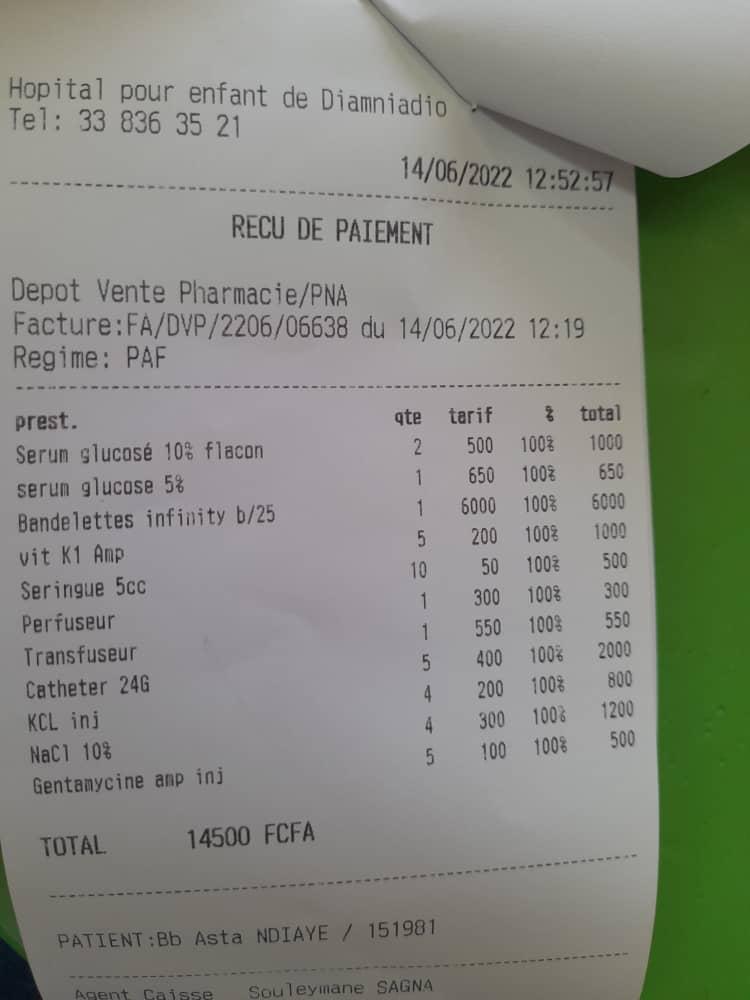 Hopital pour enfant de Diamniadio
Tel: 33 836 35 21
14/06/2022 12:52:57
RECU DE PAIEMENT
Depot Vente Pharmacie/PNA
Facture:FA/DVP/2206/06638 du 14/06/2022 12:19
Regime: PAF
prest. qte tarif % total
Serum glucosé 10% flacon 2 500 100% 1000
serum glucose 5% 1 650 100% 650
Bandelettes infinity b/25 1 6000 100% 6000
vit K1 Amp 5 200 100% 1000
Seringue 5cc 10 50 100% 500
Perfuseur 1 300 100% 300
Transfuseur 1 550 100% 550
Catheter 24G 5 400 100% 2000
KCL inj 4 200 100% 800
NaCl 10% 4 300 100% 1200
Gentamycine amp inj 5 100 100% 500
TOTAL 14500 FCFA
PATIENT:Bb Asta NDIAYE / 151981
Agent Caisse Souleymane SAGNA